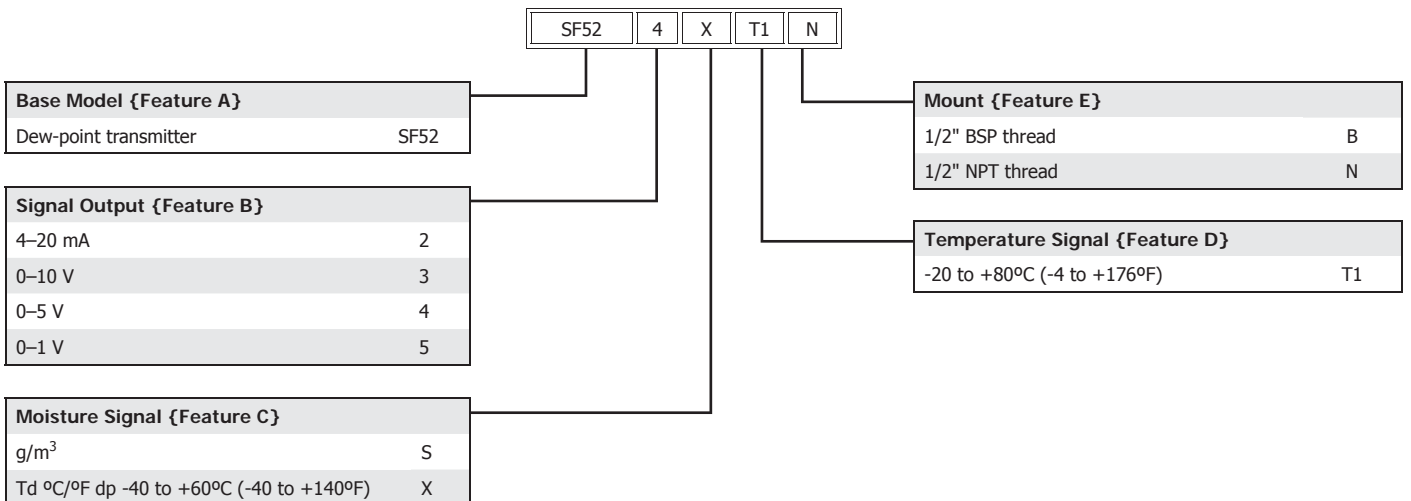 SF52 4 X T1 N
Base Model {Feature A}
Dew-point transmitter SF52
Signal Output {Feature B}
4–20 mA 2
0–10 V 3
0–5 V 4
0–1 V 5
Moisture Signal {Feature C}
g/m³ S
Td ºC/ºF dp -40 to +60ºC (-40 to +140ºF) X
Mount {Feature E}
1/2" BSP thread B
1/2" NPT thread N
Temperature Signal {Feature D}
-20 to +80ºC (-4 to +176ºF) T1